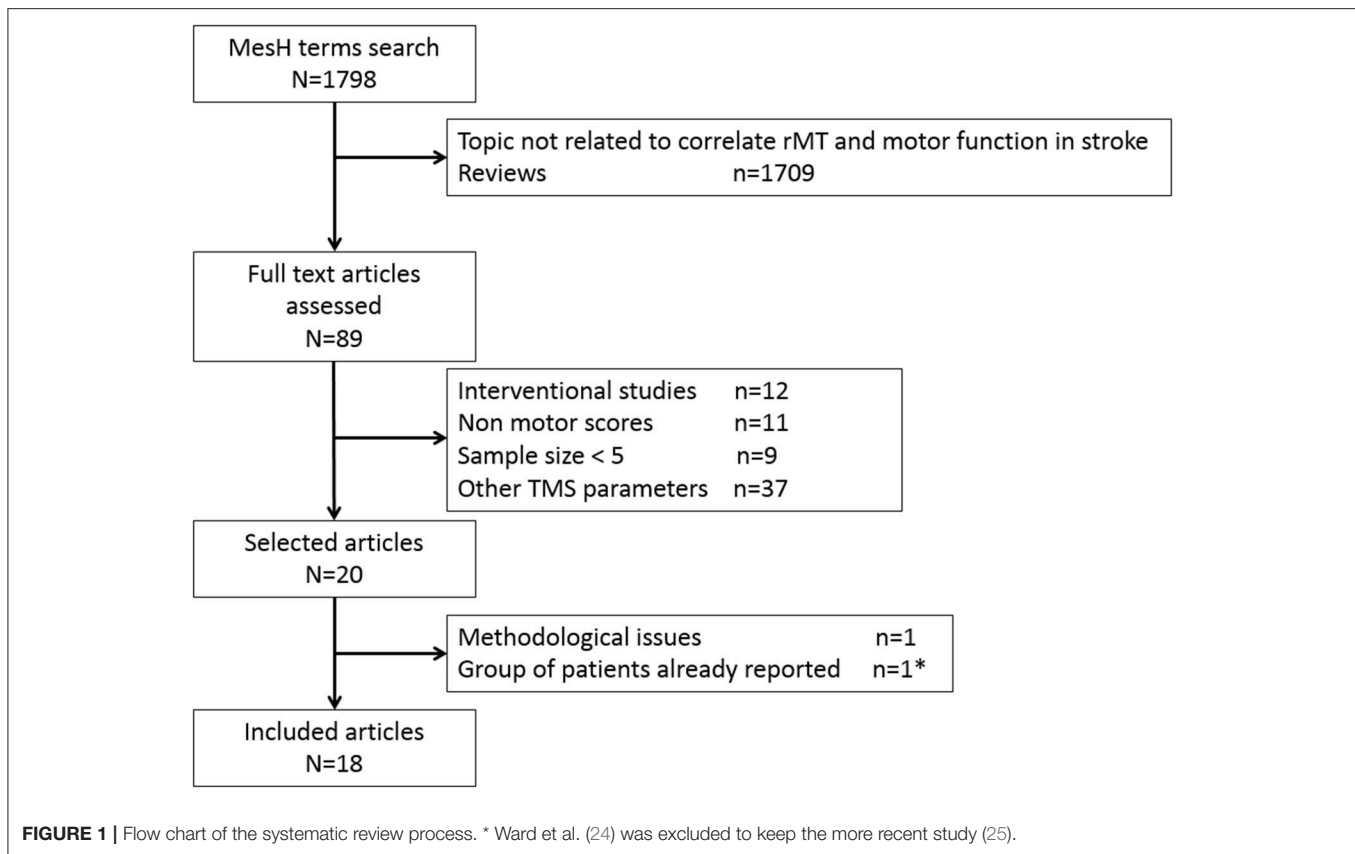 MesH terms search
N=1798
Topic not related to correlate rMT and motor function in stroke
Reviews n=1709
Full text articles
assessed
N=89
Interventional studies n=12
Non motor scores n=11
Sample size < 5 n=9
Other TMS parameters n=37
Selected articles
N=20
Methodological issues n=1
Group of patients already reported n=1*
Included articles
N=18
FIGURE 1 | Flow chart of the systematic review process. * Ward et al. (24) was excluded to keep the more recent study (25).